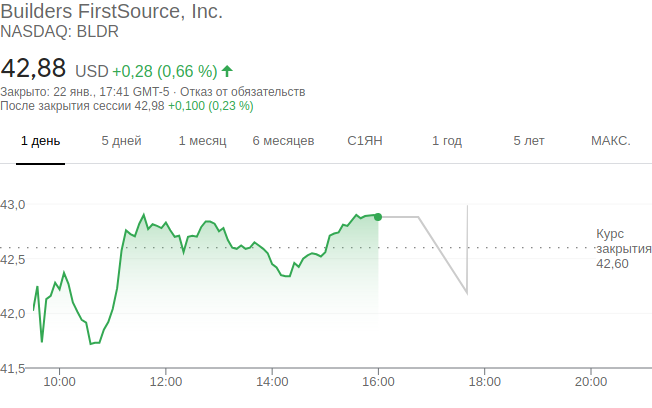 Builders FirstSource, Inc.
NASDAQ: BLDR
42,88 USD +0,28 (0,66 %)
Закрыто: 22 янв., 17:41 GMT-5 · Отказ от обязательств
После закрытия сессии 42,98 +0,100 (0,23 %)
1 день 5 дней 1 месяц 6 месяцев С1ЯН 1 год 5 лет МАКС.
43,0
42,5
42,0
41,5
Курс
закрытия
42,60
10:00 12:00 14:00 16:00 18:00 20:00